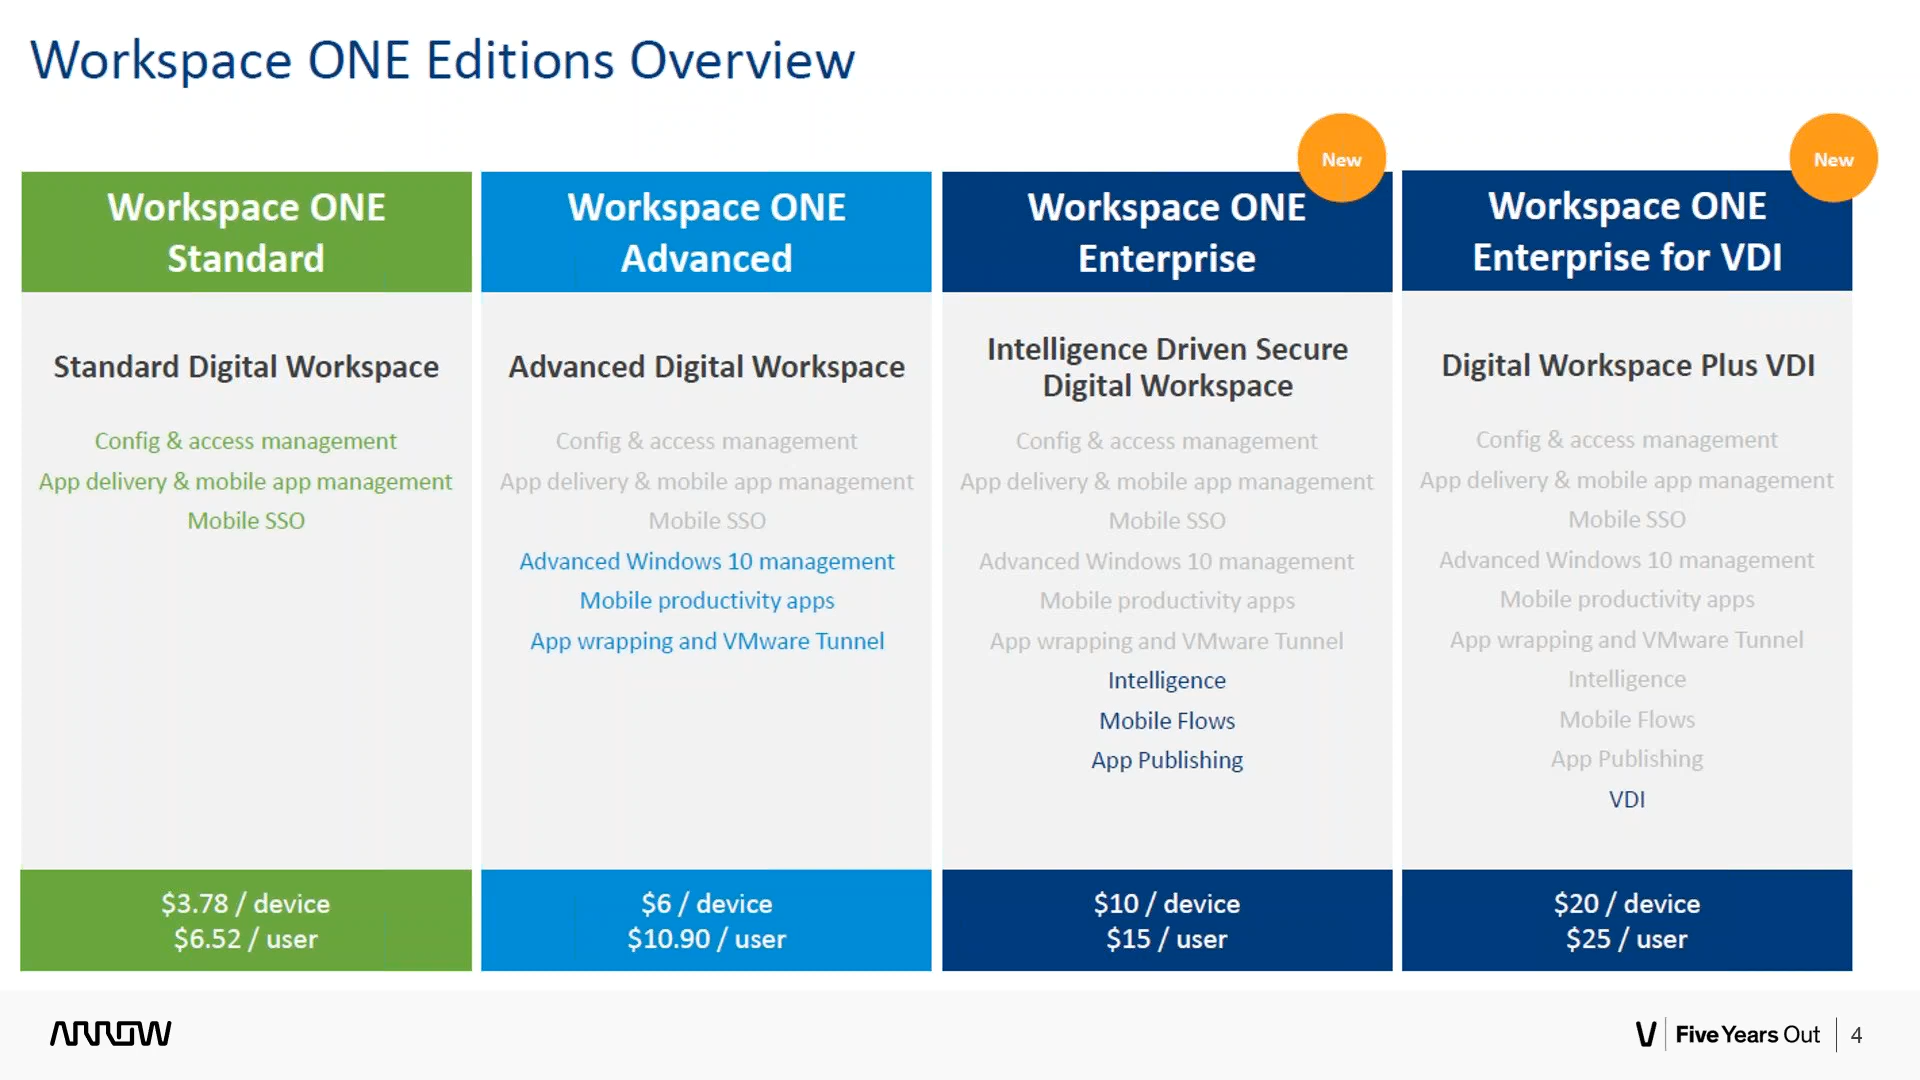 Workspace ONE Editions Overview
New
New
Workspace ONE
Standard
Standard Digital Workspace
Config & access management
App delivery & mobile app management
Mobile SSO
$3.78 / device
$6.52 / user
Workspace ONE
Advanced
Advanced Digital Workspace
Config & access management
App delivery & mobile app management
Mobile SSO
Advanced Windows 10 management
Mobile productivity apps
App wrapping and VMware Tunnel
$6 / device
$10.90 / user
Workspace ONE
Enterprise
Intelligence Driven Secure
Digital Workspace
Config & access management
App delivery & mobile app management
Mobile SSO
Advanced Windows 10 management
Mobile productivity apps
App wrapping and VMware Tunnel
Intelligence
Mobile Flows
App Publishing
$10 / device
$15 / user
Workspace ONE
Enterprise for VDI
Digital Workspace Plus VDI
Config & access management
App delivery & mobile app management
Mobile SSO
Advanced Windows 10 management
Mobile productivity apps
App wrapping and VMware Tunnel
Intelligence
Mobile Flows
App Publishing
VDI
$20 / device
$25 / user
ARROW
Five Years Out
4